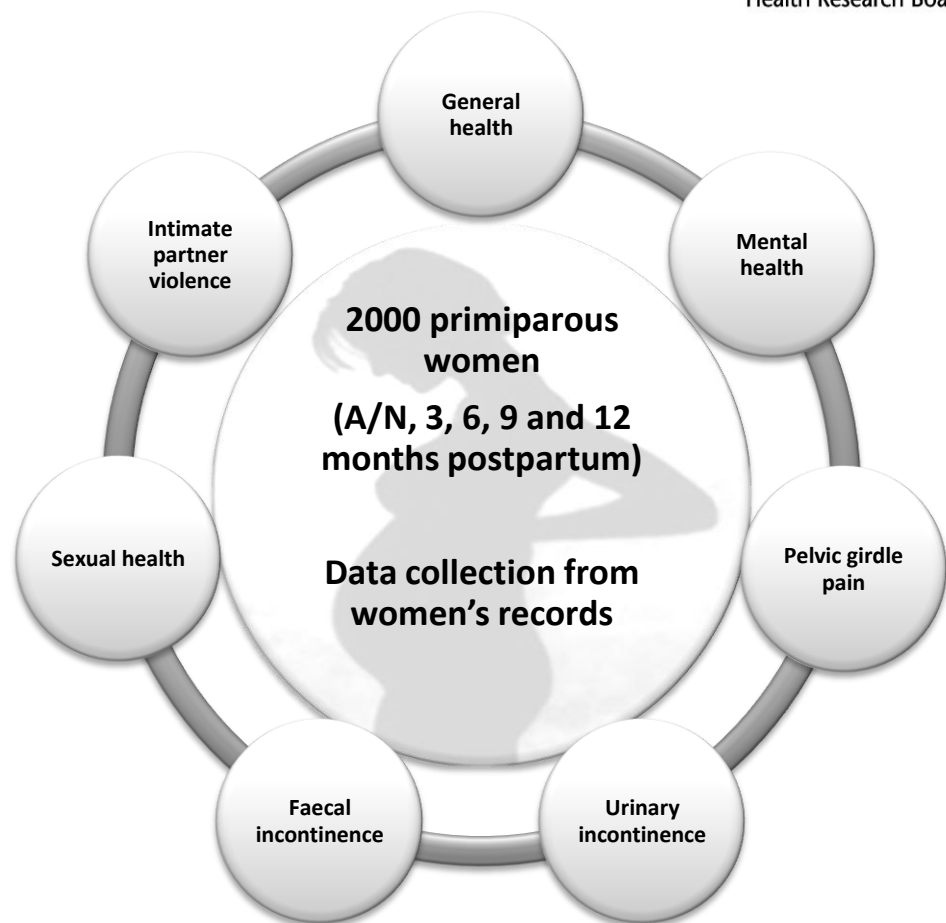 Health Research Boa
General
health
Intimate
partner
violence
Mental
health
2000 primiparous
women
(A/N, 3, 6, 9 and 12
months postpartum)
Sexual health
Pelvic girdle
pain
Data collection from
women’s records
Faecal
incontinence
Urinary
incontinence